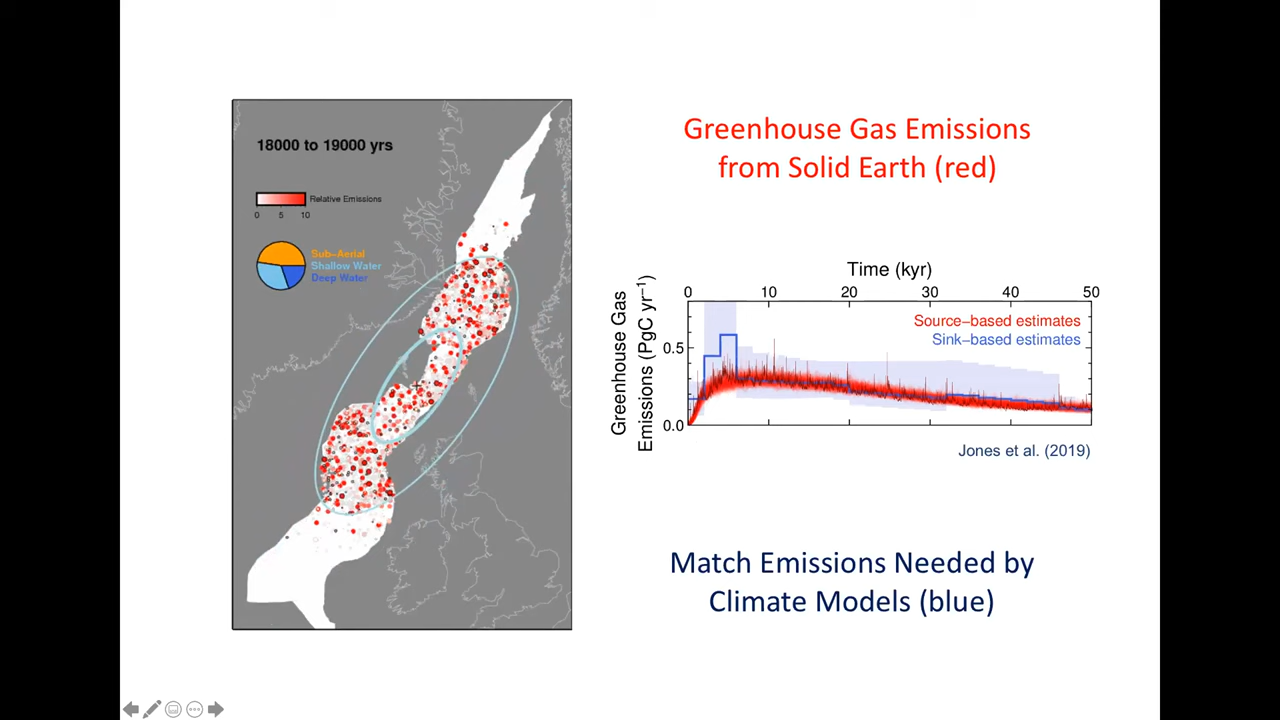 18000 to 19000 yrs
Relative Emissions
0 5 10
Sub-Aerial
Shallow Water
Deep Water
Greenhouse Gas Emissions
from Solid Earth (red)
Time (kyr)
0 10 20 30 40 50
Greenhouse Gas
Emissions (PgC yr⁻¹)
0.5
0.0
Source-based estimates
Sink-based estimates
Jones et al. (2019)
Match Emissions Needed by
Climate Models (blue)